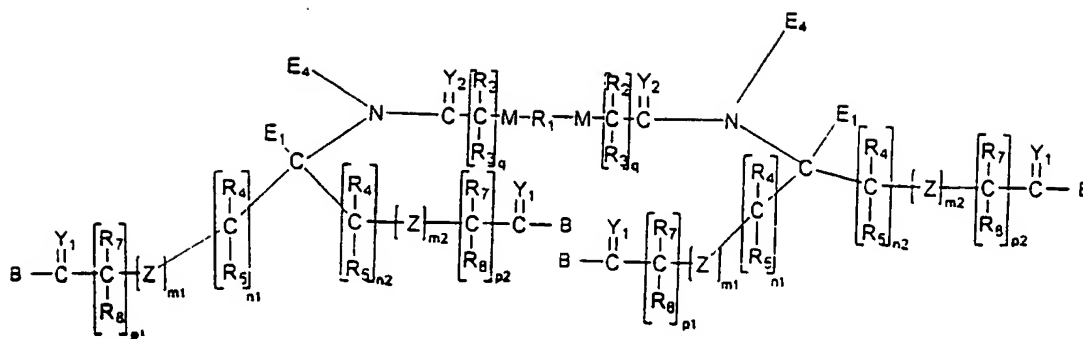 E4
E4
Y2 R3 R2 Y2
N C C M R1 M C C N
E1 R3 q R3 q E1
C C
R4 R4 R7 Y1 R4 R4 R7 Y1
C C Z m2 C C B C C Z m2 C C B
Y1 R7 R5 n1 R5 n2 R8 p2 Y1 R7 R5 n1 R5 n2 R8 p2
B C C Z m1 B C C Z m1
R8 p1 R8 p1